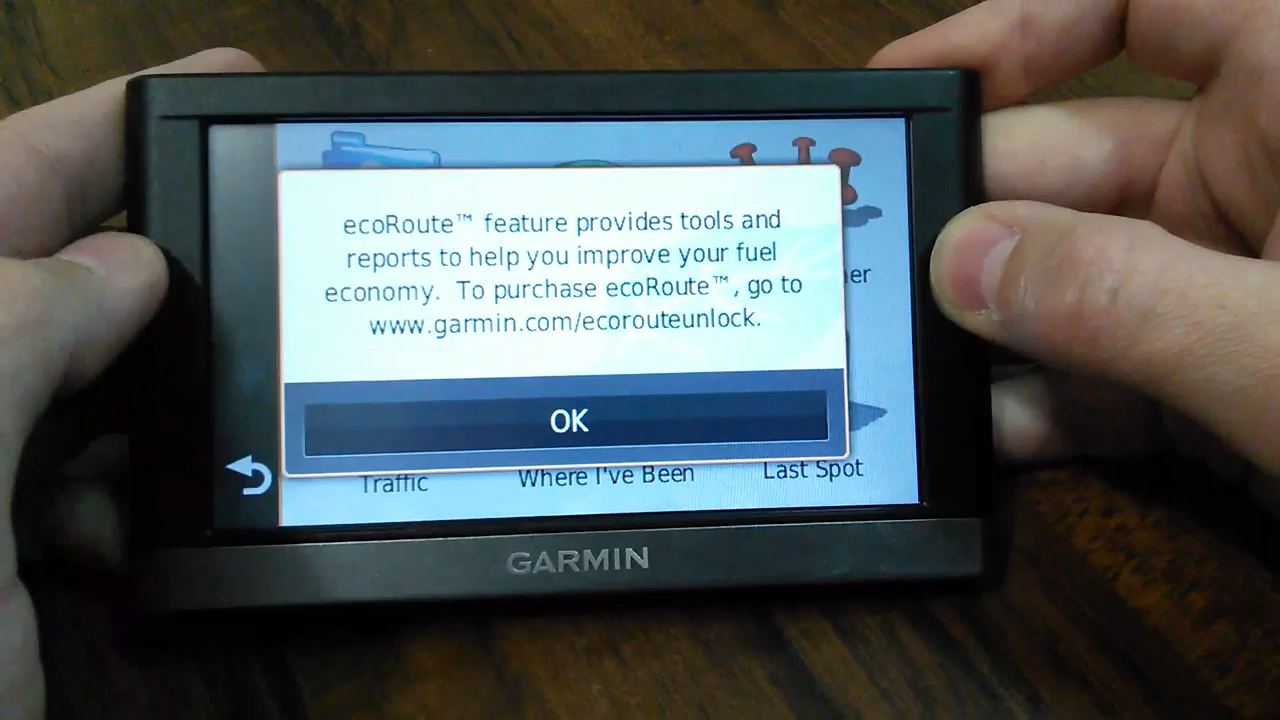 ecoRoute™ feature provides tools and
reports to help you improve your fuel
economy. To purchase ecoRoute™, go to
www.garmin.com/ecorouteunlock.
er
OK
Traffic
Where I've Been
Last Spot
GARMIN